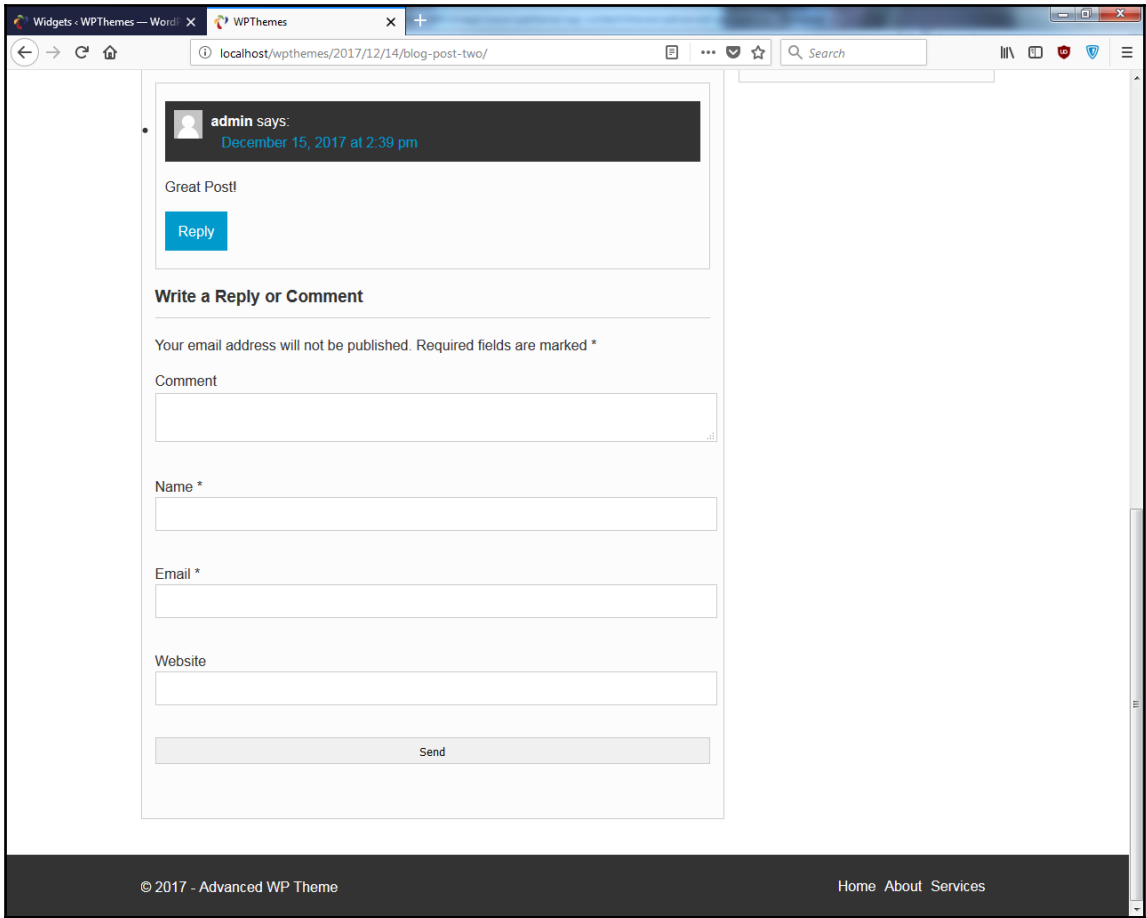 Widgets ‹ WPThemes — WordP
WPThemes
localhost/wpthemes/2017/12/14/blog-post-two/
Search
admin says:
December 15, 2017 at 2:39 pm
Great Post!
Reply
Write a Reply or Comment
Your email address will not be published. Required fields are marked *
Comment
Name *
Email *
Website
Send
© 2017 - Advanced WP Theme
Home About Services